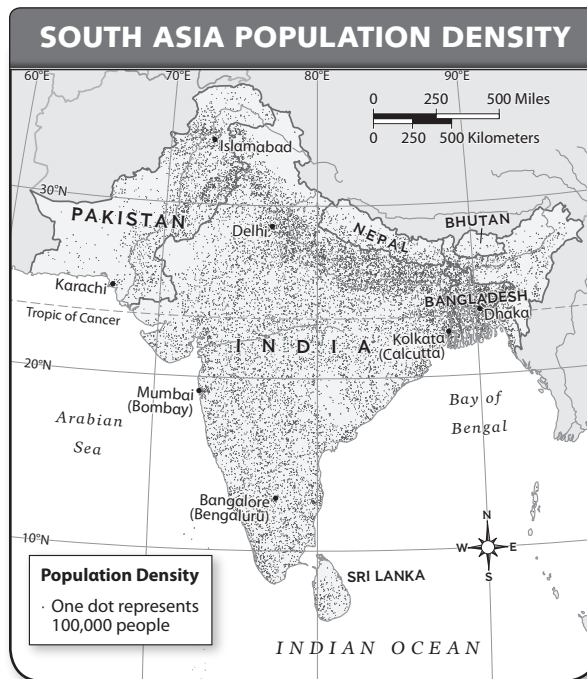 SOUTH ASIA POPULATION DENSITY
60°E
70°E
80°E
90°E
0 250 500 Miles
0 250 500 Kilometers
Islamabad
30°N
PAKISTAN
Delhi
NEPAL
BHUTAN
Karachi
BANGLADESH
Dhaka
Tropic of Cancer
INDIA
Kolkata
(Calcutta)
20°N
Mumbai
(Bombay)
Arabian
Sea
Bay of
Bengal
Bangalore
(Bengaluru)
10°N
N
W E
S
Population Density
· One dot represents
100,000 people
SRI LANKA
INDIAN OCEAN